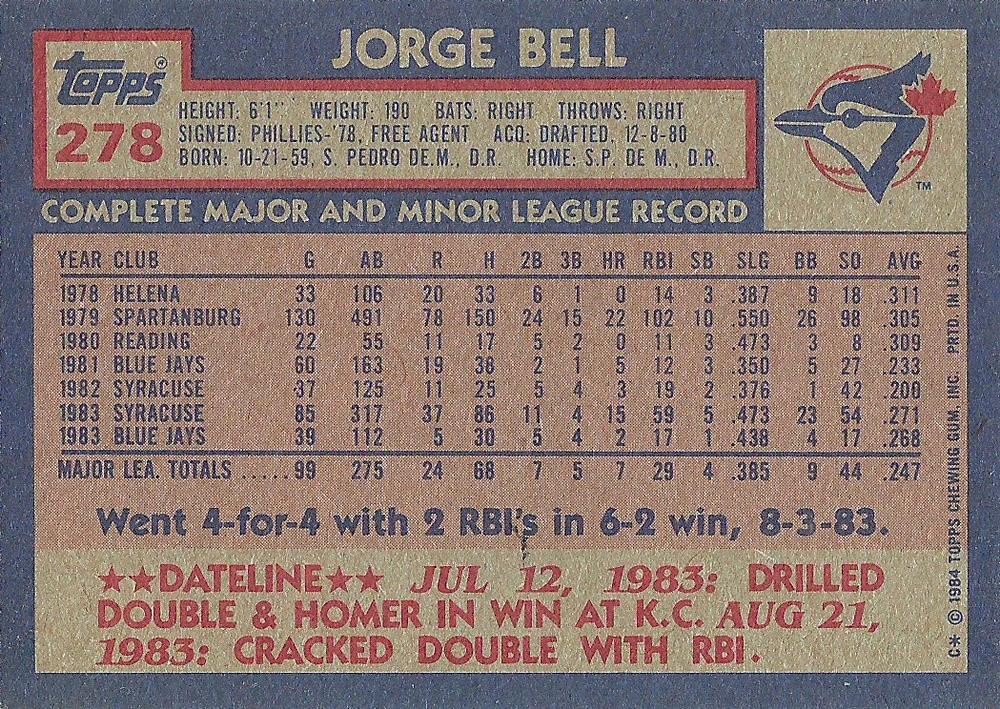 JORGE BELL
Topps®
278
HEIGHT: 6'1" WEIGHT: 190 BATS: RIGHT THROWS: RIGHT
SIGNED: PHILLIES-'78, FREE AGENT ACQ: DRAFTED, 12-8-80
BORN: 10-21-59, S. PEDRO DE.M., D.R. HOME: S.P. DE M., D.R.
TM
COMPLETE MAJOR AND MINOR LEAGUE RECORD
YEAR CLUB G AB R H 2B 3B HR RBI SB SLG BB SO AVG
1978 HELENA 33 106 20 33 6 1 0 14 3 .387 9 18 .311
1979 SPARTANBURG 130 491 78 150 24 15 22 102 10 .550 26 98 .305
1980 READING 22 55 11 17 5 2 0 11 3 .473 3 8 .309
1981 BLUE JAYS 60 163 19 38 2 1 5 12 3 .350 5 27 .233
1982 SYRACUSE 37 125 11 25 5 4 3 19 2 .376 1 42 .200
1983 SYRACUSE 85 317 37 86 11 4 15 59 5 .473 23 54 .271
1983 BLUE JAYS 39 112 5 30 5 4 2 17 1 .438 4 17 .268
MAJOR LEA. TOTALS .....99 275 24 68 7 5 7 29 4 .385 9 44 .247
Went 4-for-4 with 2 RBI's in 6-2 win, 8-3-83.
★★DATELINE★★ JUL 12, 1983: DRILLED
DOUBLE & HOMER IN WIN AT K.C. AUG 21,
1983: CRACKED DOUBLE WITH RBI.
C* © 1984 TOPPS CHEWING GUM, INC. PRTD. IN U.S.A.